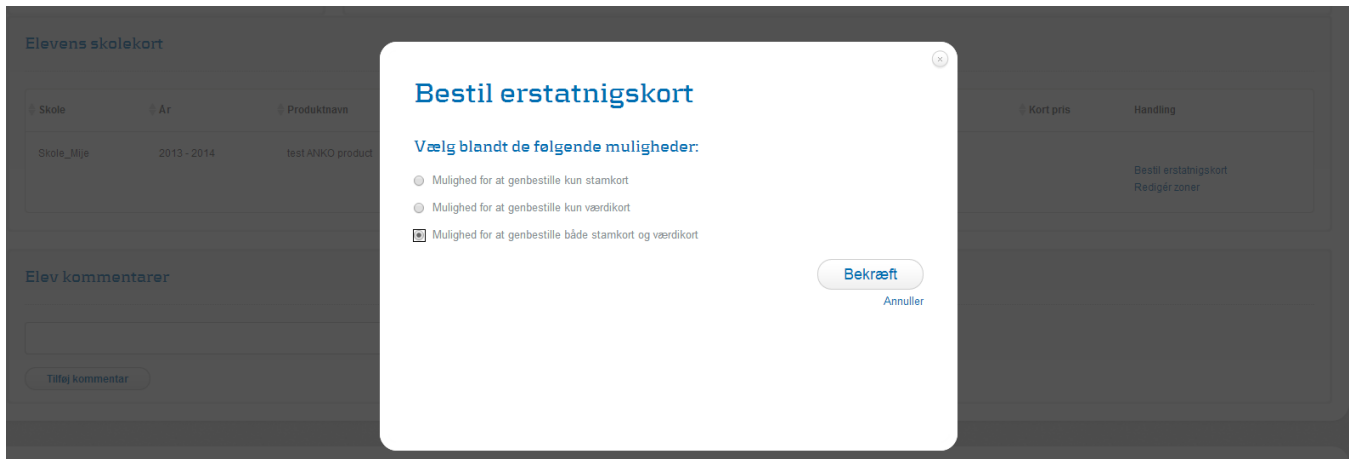 Elevens skolekort
Skole År Produktnavn Kort pris Handling
Skole_Mije 2013 - 2014 test ANKO product
Bestil erstatnigskort
Redigér zoner
Elev kommentarer
Tilføj kommentar
Bestil erstatnigskort
Vælg blandt de følgende muligheder:
Mulighed for at genbestille kun stamkort
Mulighed for at genbestille kun værdikort
Mulighed for at genbestille både stamkort og værdikort
Bekræft
Annuller